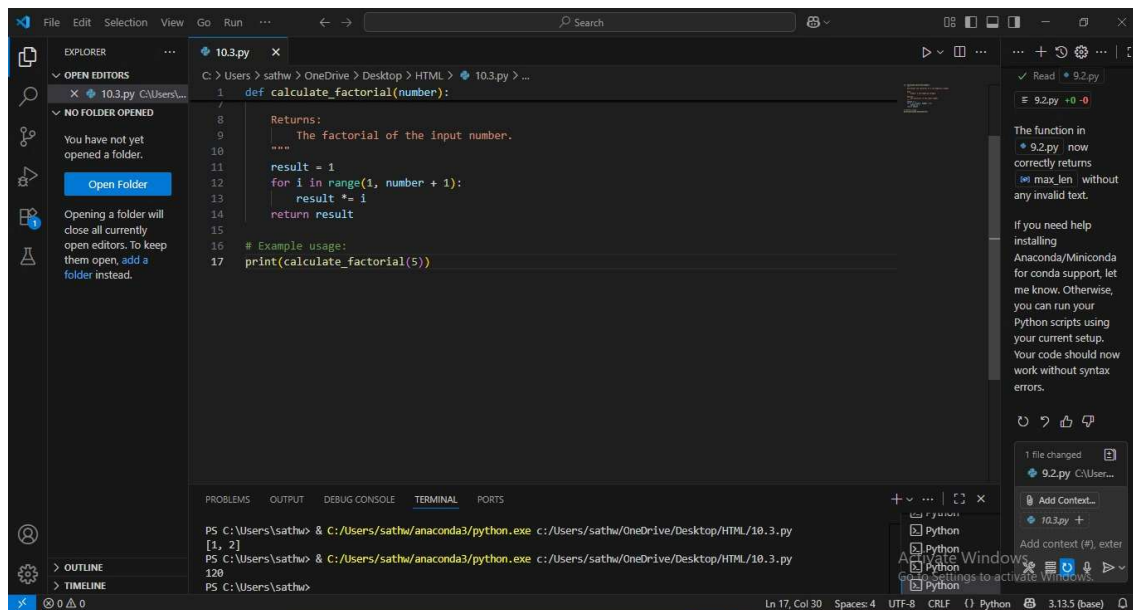 File Edit Selection View Go Run ··· Search
EXPLORER ···
OPEN EDITORS
10.3.py C:\Users\...
NO FOLDER OPENED
You have not yet
opened a folder.
Open Folder
Opening a folder will
close all currently
open editors. To keep
them open, add a
folder instead.
OUTLINE
TIMELINE
10.3.py
C: > Users > sathw > OneDrive > Desktop > HTML > 10.3.py > ...
1 def calculate_factorial(number):
7
8 Returns:
9 The factorial of the input number.
10 """
11 result = 1
12 for i in range(1, number + 1):
13 result *= i
14 return result
15
16 # Example usage:
17 print(calculate_factorial(5))
PROBLEMS OUTPUT DEBUG CONSOLE TERMINAL PORTS
PS C:\Users\sathw> & C:/Users/sathw/anaconda3/python.exe c:/Users/sathw/OneDrive/Desktop/HTML/10.3.py
[1, 2]
PS C:\Users\sathw> & C:/Users/sathw/anaconda3/python.exe c:/Users/sathw/OneDrive/Desktop/HTML/10.3.py
120
PS C:\Users\sathw>
Python
Python
Python
Python
Python
Read 9.2.py
9.2.py +0 -0
The function in
9.2.py now
correctly returns
max_len without
any invalid text.
If you need help
installing
Anaconda/Miniconda
for conda support, let
me know. Otherwise,
you can run your
Python scripts using
your current setup.
Your code should now
work without syntax
errors.
1 file changed
9.2.py C:\User...
Add Context...
10.3.py +
Add context (#), exter
Activate Windows
Go to Settings to activate Windows.
0 0 Ln 17, Col 30 Spaces: 4 UTF-8 CRLF {} Python 3.13.5 (base)